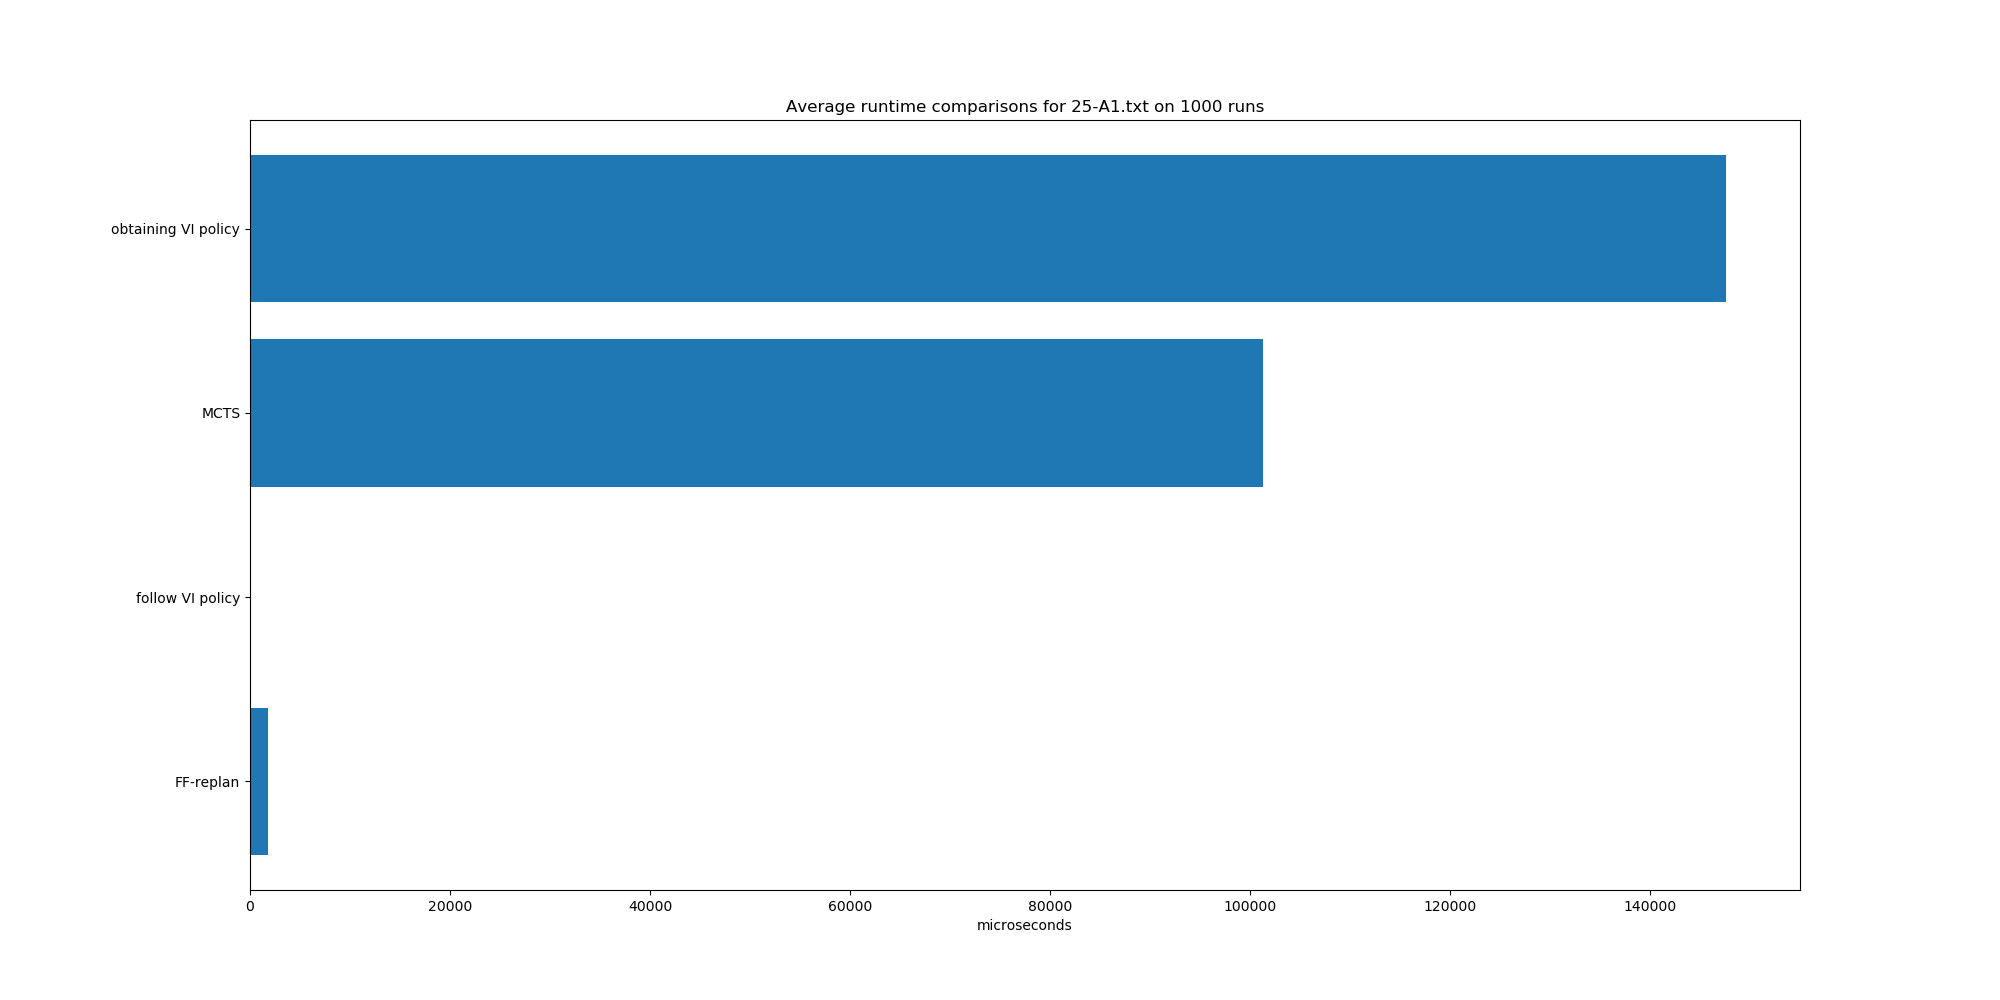 Average runtime comparisons for 25-A1.txt on 1000 runs
obtaining VI policy
MCTS
follow VI policy
FF-replan
0 20000 40000 60000 80000 100000 120000 140000
microseconds